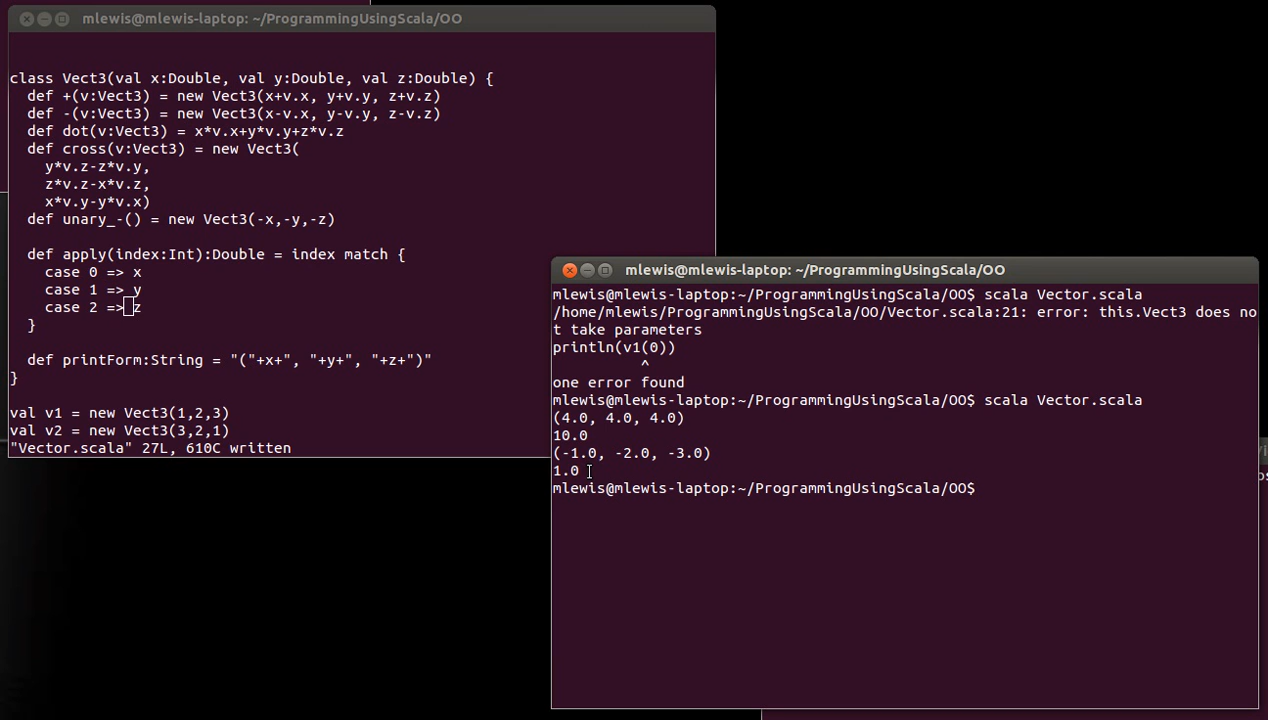 mlewis@mlewis-laptop: ~/ProgrammingUsingScala/OO
class Vect3(val x:Double, val y:Double, val z:Double) {
  def +(v:Vect3) = new Vect3(x+v.x, y+v.y, z+v.z)
  def -(v:Vect3) = new Vect3(x-v.x, y-v.y, z-v.z)
  def dot(v:Vect3) = x*v.x+y*v.y+z*v.z
  def cross(v:Vect3) = new Vect3(
    y*v.z-z*v.y,
    z*v.z-x*v.z,
    x*v.y-y*v.x)
  def unary_-() = new Vect3(-x,-y,-z)
  def apply(index:Int):Double = index match {
    case 0 => x
    case 1 => y
    case 2 => z
  }
  def printForm:String = "("+x+", "+y+", "+z+")"
}
val v1 = new Vect3(1,2,3)
val v2 = new Vect3(3,2,1)
"Vector.scala" 27L, 610C written
mlewis@mlewis-laptop: ~/ProgrammingUsingScala/OO
mlewis@mlewis-laptop:~/ProgrammingUsingScala/OO$ scala Vector.scala
/home/mlewis/ProgrammingUsingScala/OO/Vector.scala:21: error: this.Vect3 does no
t take parameters
println(v1(0))
          ^
one error found
mlewis@mlewis-laptop:~/ProgrammingUsingScala/OO$ scala Vector.scala
(4.0, 4.0, 4.0)
10.0
(-1.0, -2.0, -3.0)
1.0
mlewis@mlewis-laptop:~/ProgrammingUsingScala/OO$